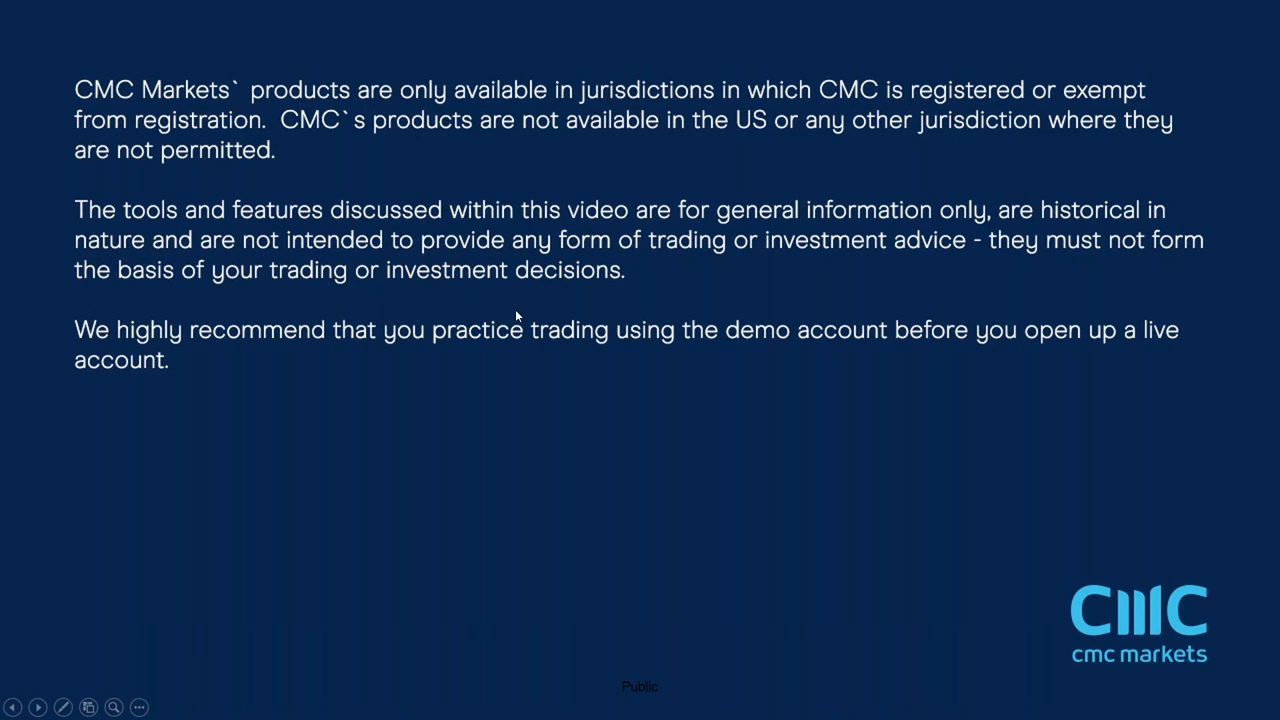 CMC Markets` products are only available in jurisdictions in which CMC is registered or exempt
from registration.  CMC`s products are not available in the US or any other jurisdiction where they
are not permitted.
The tools and features discussed within this video are for general information only, are historical in
nature and are not intended to provide any form of trading or investment advice - they must not form
the basis of your trading or investment decisions.
We highly recommend that you practice trading using the demo account before you open up a live
account.
CMC
cmc markets
Public